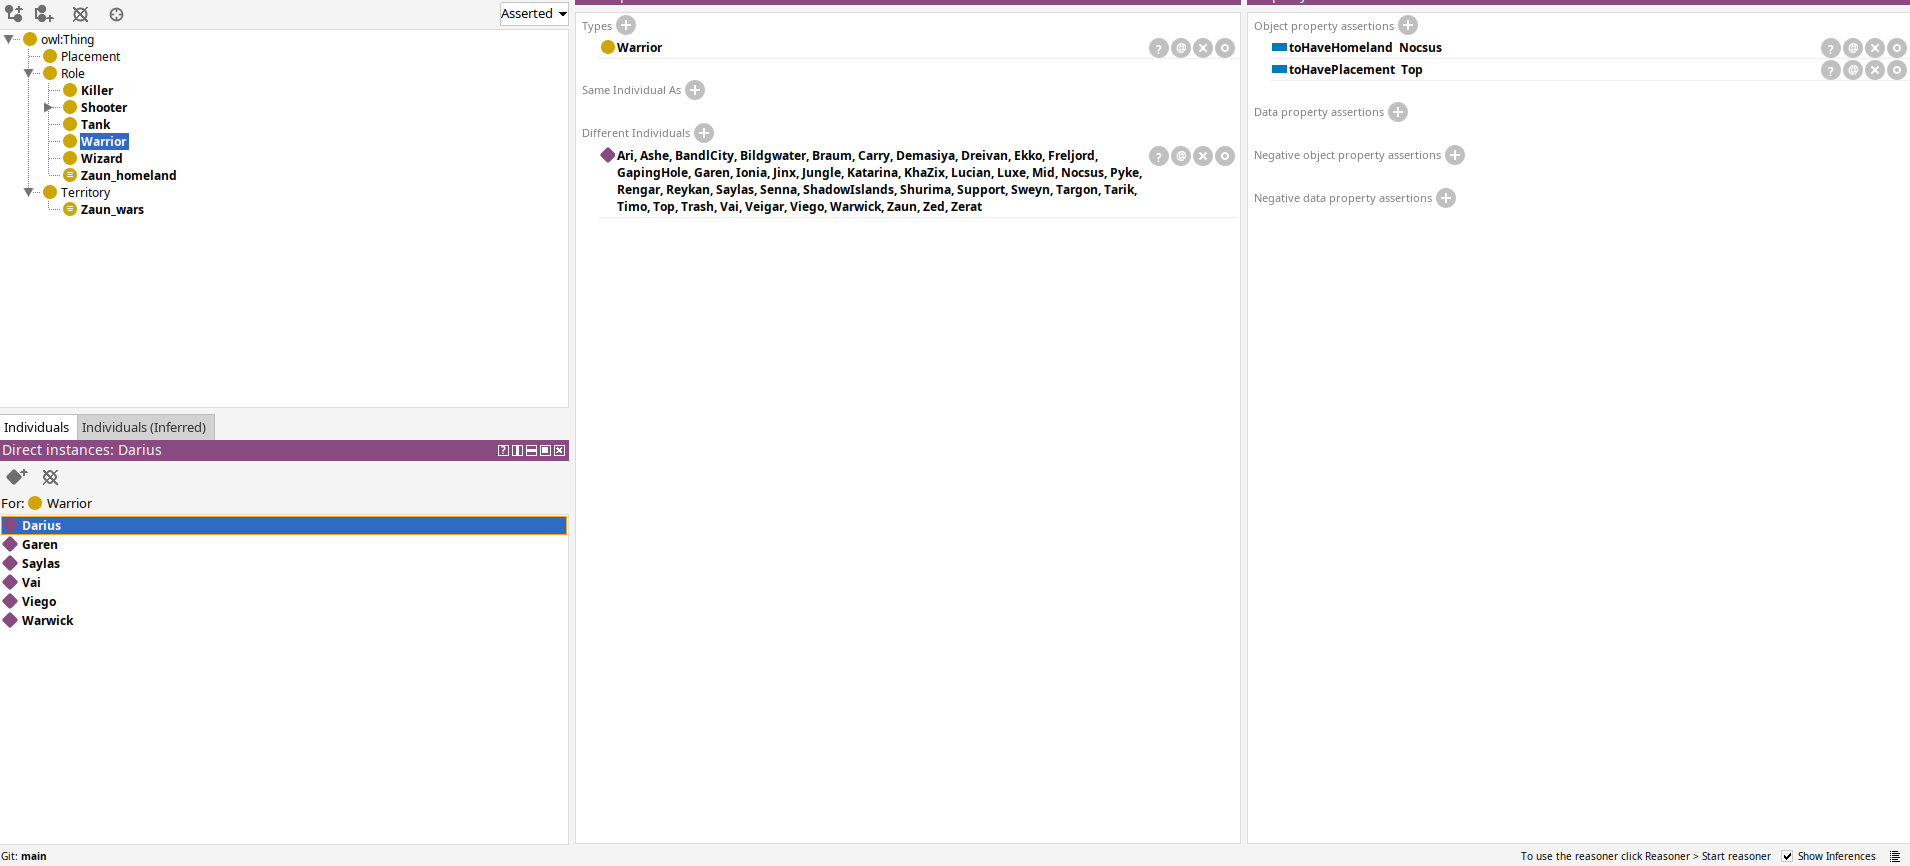 Asserted
owl:Thing
Placement
Role
Killer
Shooter
Tank
Warrior
Wizard
Zaun_homeland
Territory
Zaun_wars
Individuals
Individuals (Inferred)
Direct instances: Darius
For: Warrior
Darius
Garen
Saylas
Vai
Viego
Warwick
Types
Warrior
Same Individual As
Different Individuals
Ari, Ashe, BandlCity, Bildgwater, Braum, Carry, Demasiya, Dreivan, Ekko, Freljord,
GapingHole, Garen, Ionia, Jinx, Jungle, Katarina, KhaZix, Lucian, Luxe, Mid, Nocsus, Pyke,
Rengar, Reykan, Saylas, Senna, ShadowIslands, Shurima, Support, Sweyn, Targon, Tarik,
Timo, Top, Trash, Vai, Veigar, Viego, Warwick, Zaun, Zed, Zerat
Object property assertions
toHaveHomeland Nocsus
toHavePlacement Top
Data property assertions
Negative object property assertions
Negative data property assertions
Git: main
To use the reasoner click Reasoner > Start reasoner
Show Inferences